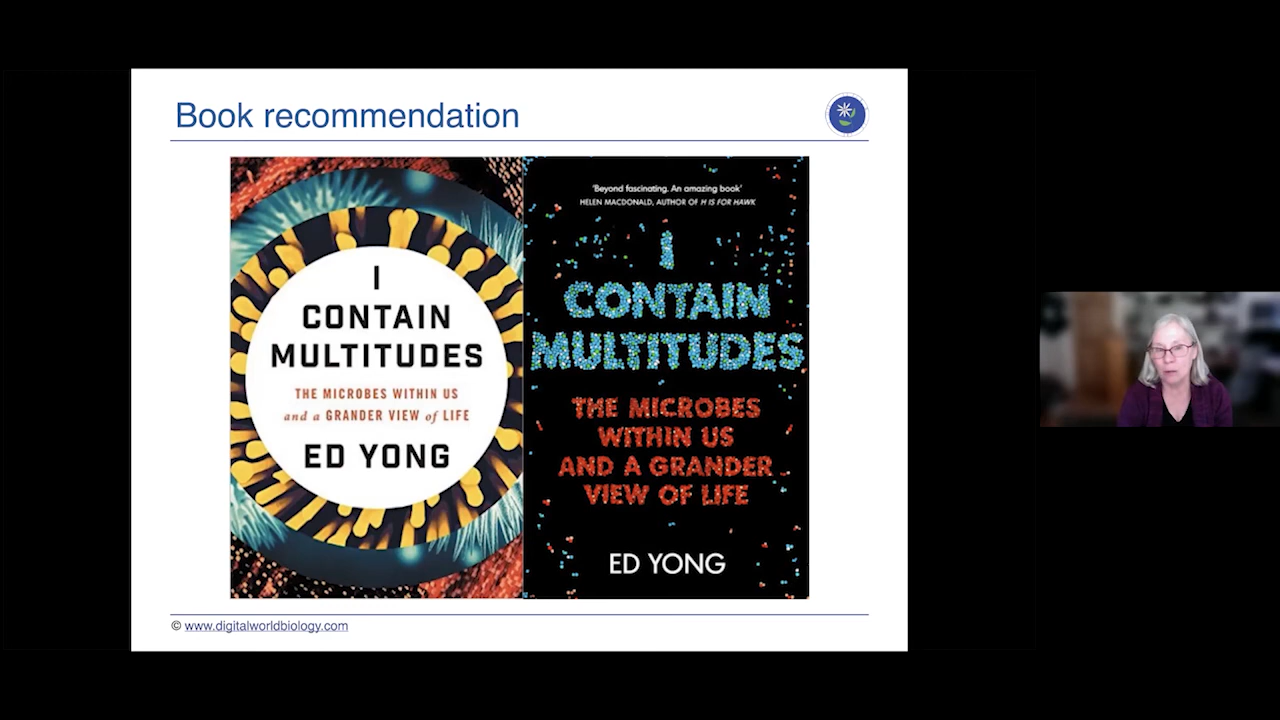 Book recommendation
I
CONTAIN
MULTITUDES
THE MICROBES WITHIN US
and a GRANDER VIEW of LIFE
ED YONG
'Beyond fascinating. An amazing book'
HELEN MACDONALD, AUTHOR OF H IS FOR HAWK
I
CONTAIN
MULTITUDES
THE MICROBES
WITHIN US
AND A GRANDER
VIEW OF LIFE
ED YONG
© www.digitalworldbiology.com